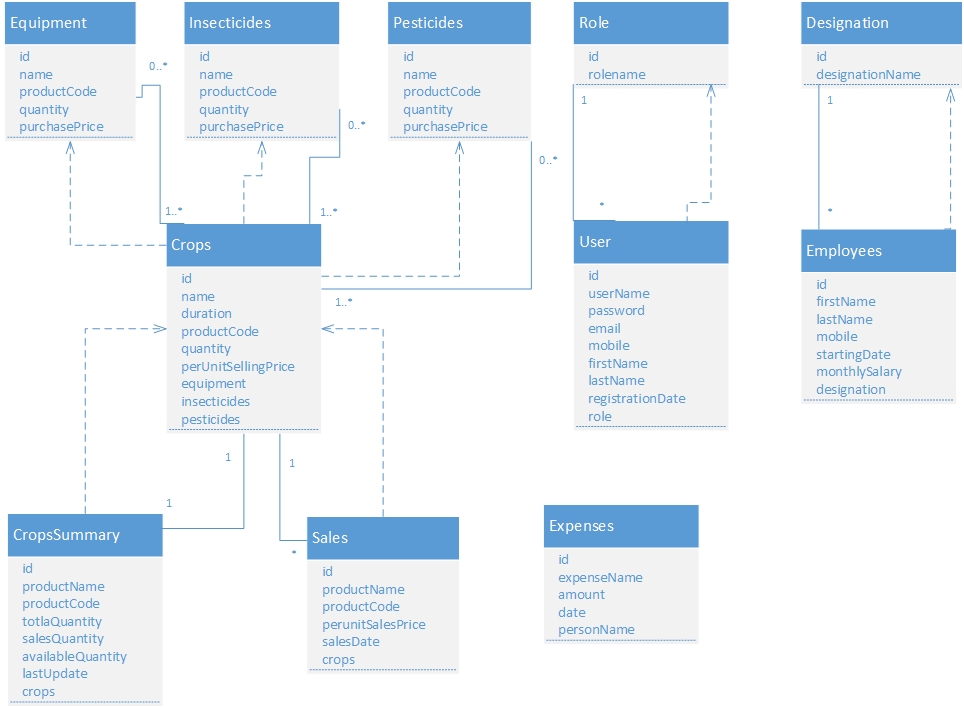 Equipment
id
name
productCode
quantity
purchasePrice
Insecticides
id
name
productCode
quantity
purchasePrice
Pesticides
id
name
productCode
quantity
purchasePrice
Role
id
rolename
Designation
id
designationName
0..*
0..*
0..*
1
1
1..*
1..*
*
*
1..*
Crops
id
name
duration
productCode
quantity
perUnitSellingPrice
equipment
insecticides
pesticides
User
id
userName
password
email
mobile
firstName
lastName
registrationDate
role
Employees
id
firstName
lastName
mobile
startingDate
monthlySalary
designation
1
1
1
*
CropsSummary
id
productName
productCode
totlaQuantity
salesQuantity
availableQuantity
lastUpdate
crops
Sales
id
productName
productCode
perunitSalesPrice
salesDate
crops
Expenses
id
expenseName
amount
date
personName